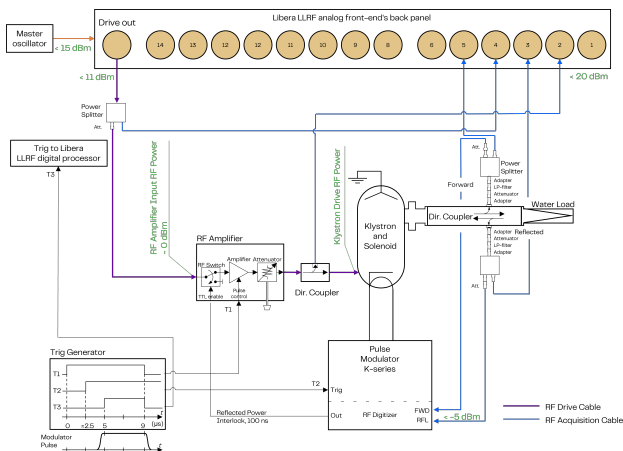 Libera LLRF analog front-end's back panel
Drive out
Master
oscillator
14 13 12 12 11 10 9 8 6 5 4 3 2 1
< 15 dBm
< 11 dBm
< 20 dBm
Power
Splitter
Att.
Trig to Libera
LLRF digital processor
T3
RF Amplifier Input RF Power
~ 0 dBm
Klystron Drive RF Power
Att.
Power
Splitter
Forward
Adapter
LP-filter
Attenuator
Adapter
Dir. Coupler
Water Load
Reflected
Adapter
Attenuator
LP-filter
Adapter
Att.
Klystron
and
Solenoid
RF Amplifier
RF Switch
Amplifier
Attenuator
TTL enable
Pulse
control
T1
Dir. Coupler
Pulse
Modulator
K-series
T2
Trig
Out
RF Digitizer
FWD
RFL
< ~5 dBm
Reflected Power
Interlock, 100 ns
Trig Generator
T1
T2
T3
t
0 <2.5 5 9 (µs)
Modulator
Pulse
t
RF Drive Cable
RF Acquisition Cable